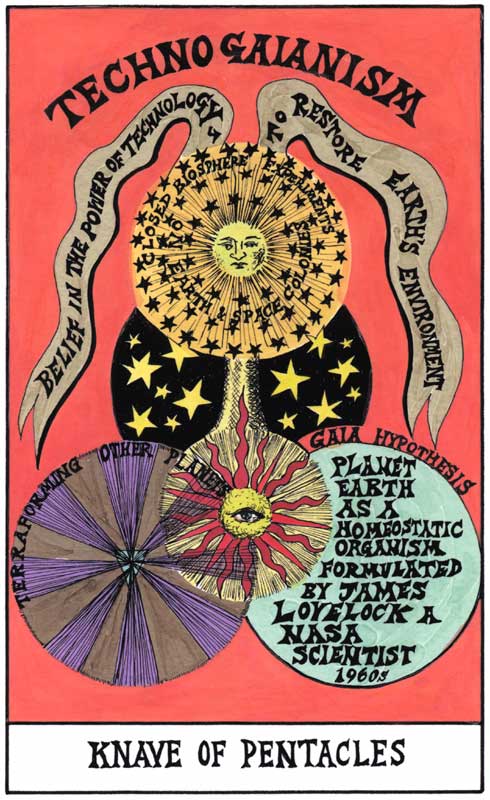 TECHNOGAIANISM
BELIEF IN THE POWER OF TECHNOLOGY
TO RESTORE EARTH'S ENVIRONMENT
CLOSED BIOSPHERE EXPERIMENTS
ON EARTH & SPACE COLONIES
TERRAFORMING OTHER PLANETS
GAIA HYPOTHESIS
PLANET
EARTH
AS A
HOMEOSTATIC
ORGANISM
FORMULATED
BY JAMES
LOVELOCK A
NASA
SCIENTIST
1960s
KNAVE OF PENTACLES